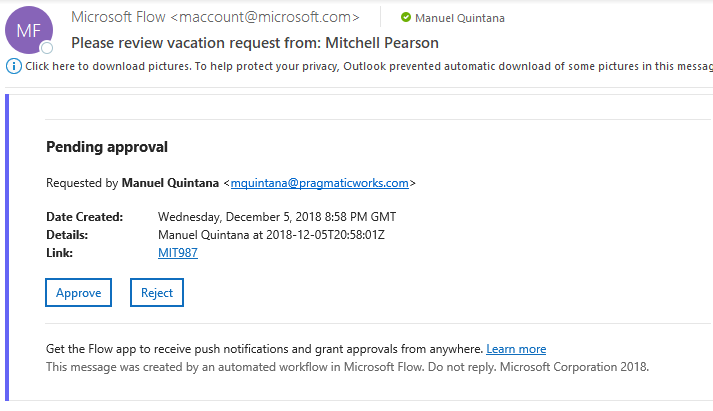 MF
Microsoft Flow <maccount@microsoft.com>
Manuel Quintana
Please review vacation request from: Mitchell Pearson
Click here to download pictures. To help protect your privacy, Outlook prevented automatic download of some pictures in this messag
Pending approval
Requested by Manuel Quintana <mquintana@pragmaticworks.com>
Date Created: Wednesday, December 5, 2018 8:58 PM GMT
Details: Manuel Quintana at 2018-12-05T20:58:01Z
Link: MIT987
Approve Reject
Get the Flow app to receive push notifications and grant approvals from anywhere. Learn more
This message was created by an automated workflow in Microsoft Flow. Do not reply. Microsoft Corporation 2018.